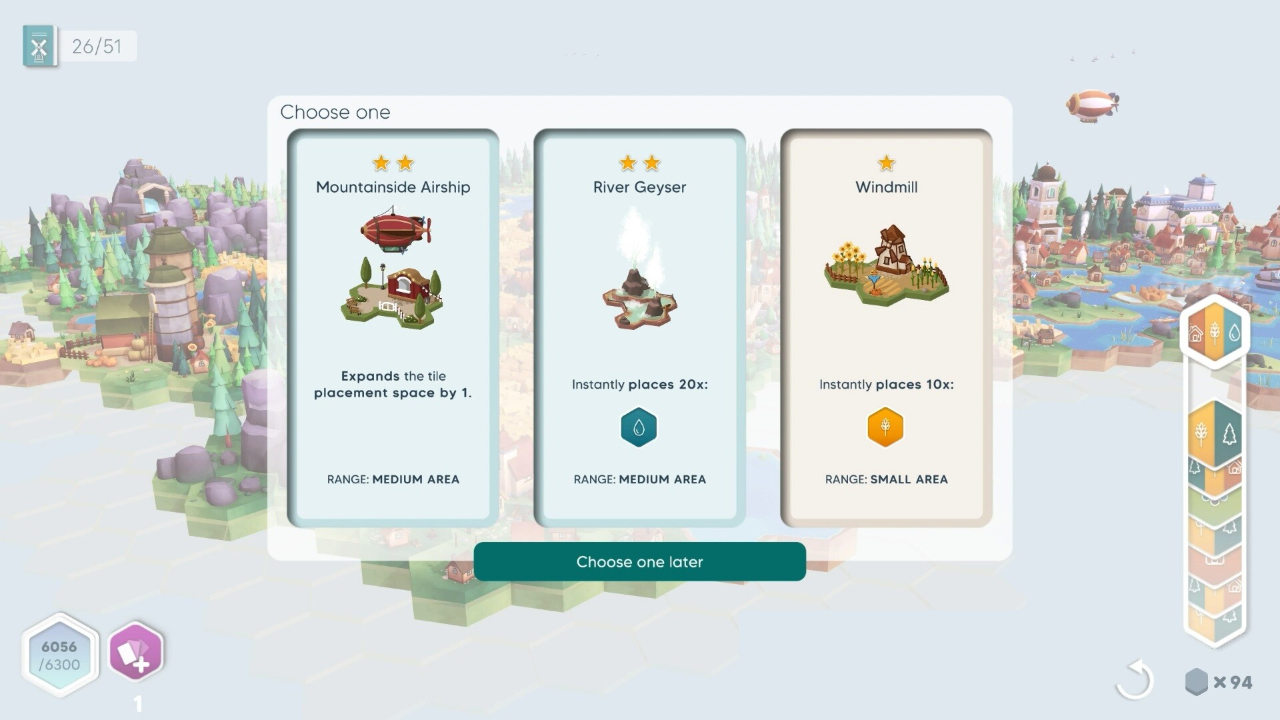 26/51
Choose one
Mountainside Airship
Expands the tile
placement space by 1.
RANGE: MEDIUM AREA
River Geyser
Instantly places 20x:
RANGE: MEDIUM AREA
Windmill
Instantly places 10x:
RANGE: SMALL AREA
Choose one later
6056
/6300
1
× 94